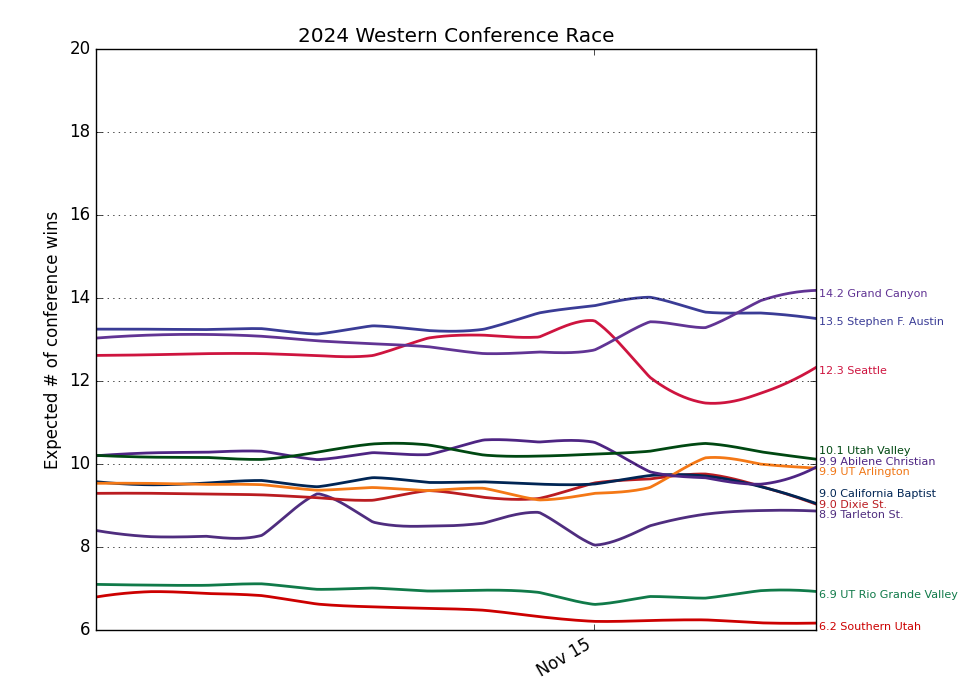 2024 Western Conference Race
Expected # of conference wins
20
18
16
14
12
10
8
6
14.2 Grand Canyon
13.5 Stephen F. Austin
12.3 Seattle
10.1 Utah Valley
9.9 Abilene Christian
9.9 UT Arlington
9.0 California Baptist
9.0 Dixie St.
8.9 Tarleton St.
6.9 UT Rio Grande Valley
6.2 Southern Utah
Nov 15